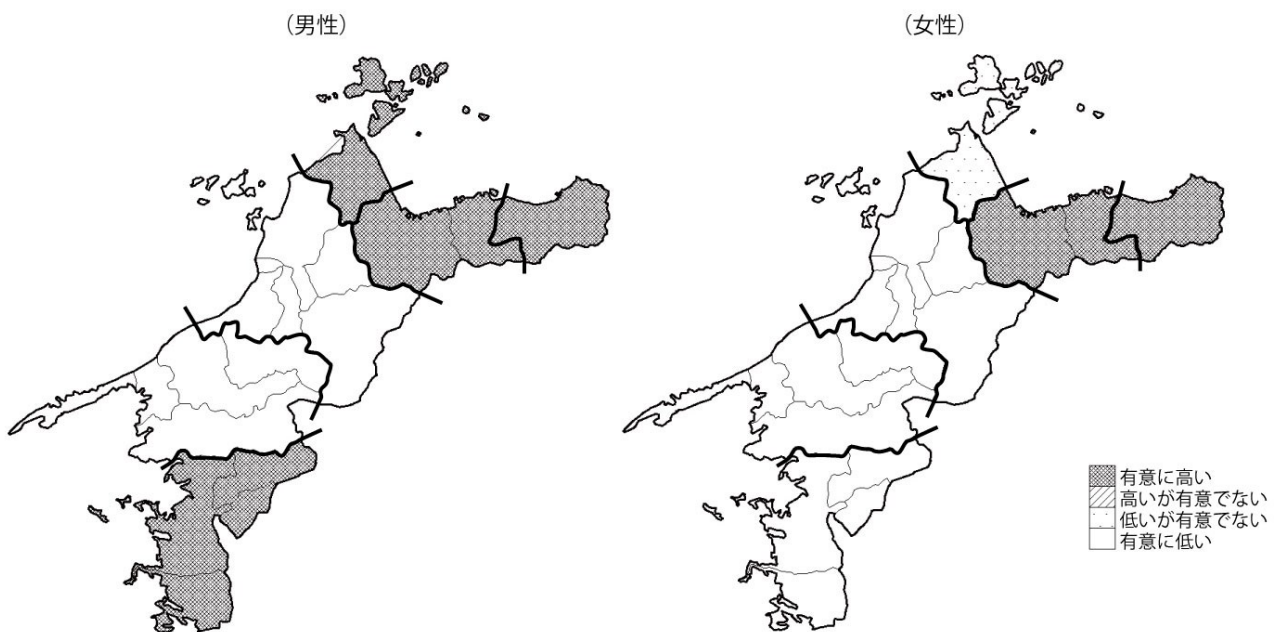 (男性)
(女性)
有意に高い
高いが有意でない
低いが有意でない
有意に低い